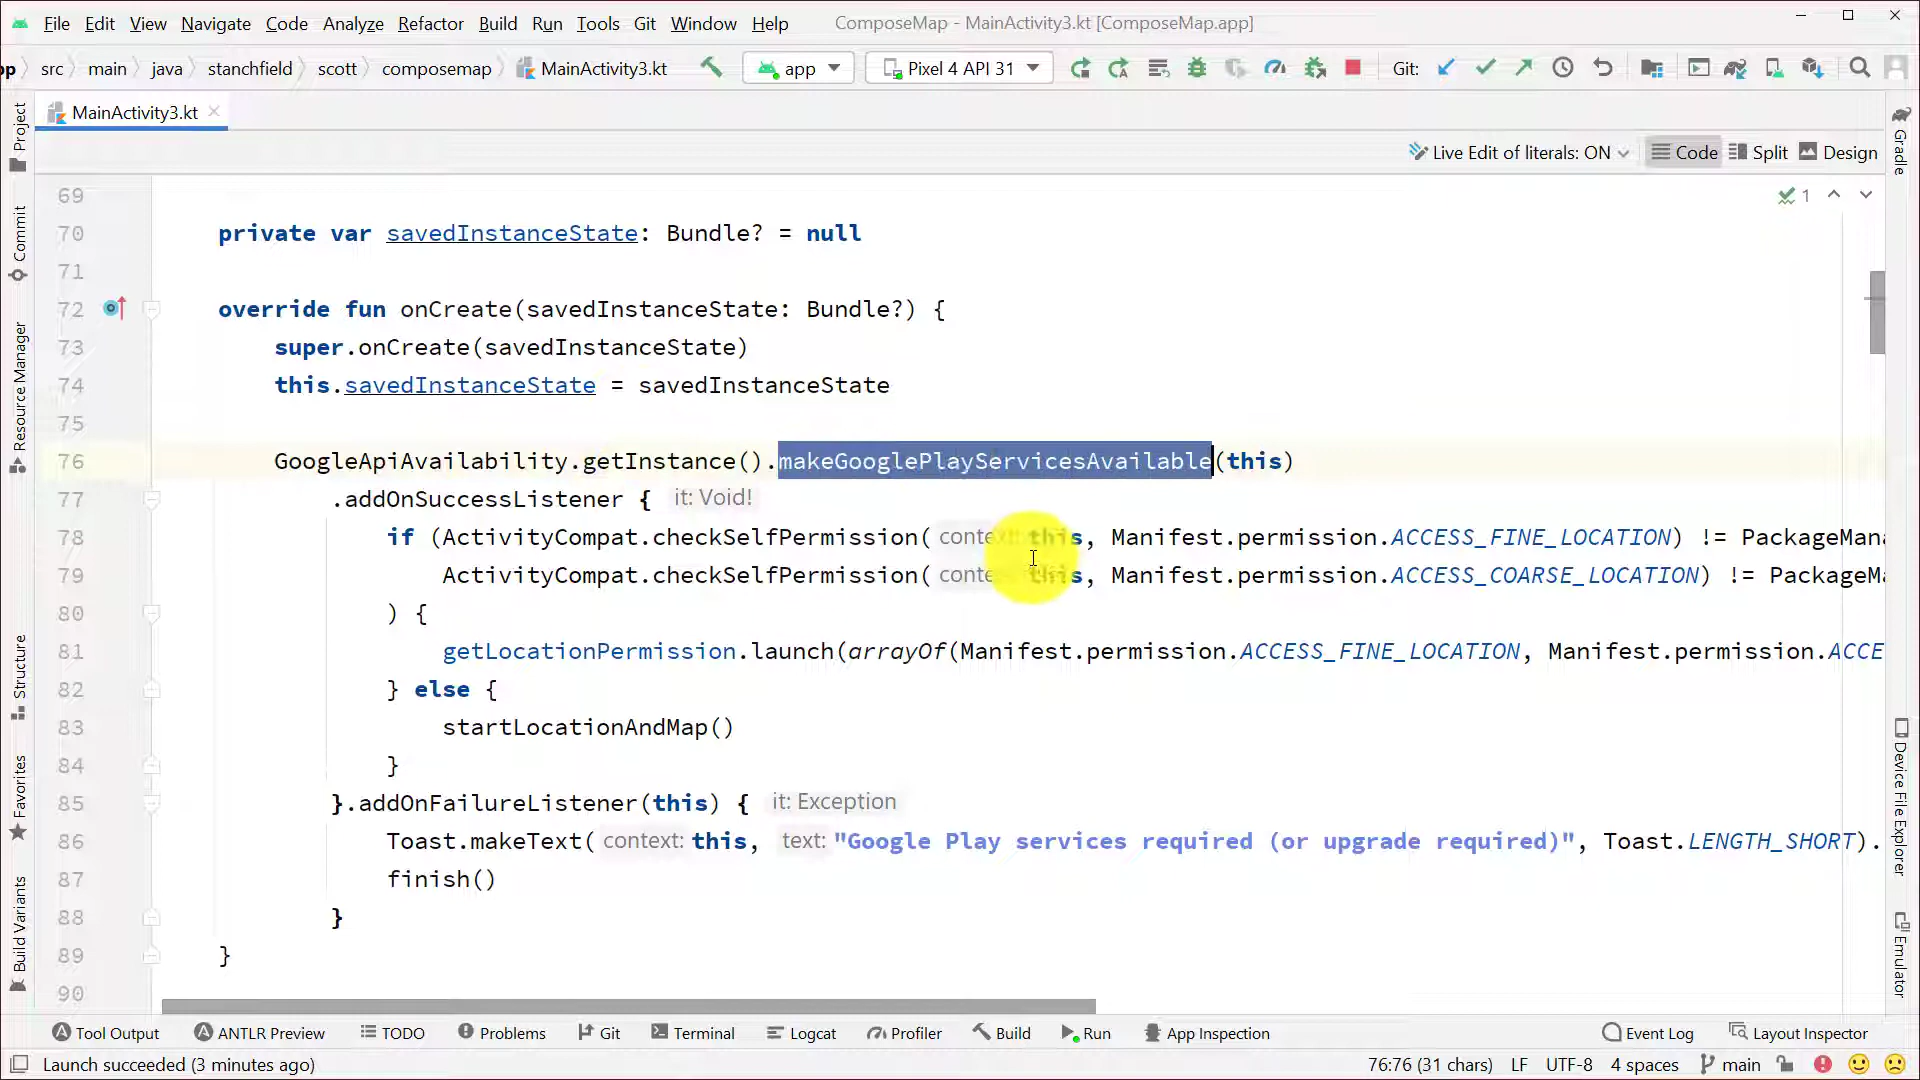 File Edit View Navigate Code Analyze Refactor Build Run Tools Git Window Help ComposeMap - MainActivity3.kt [ComposeMap.app]
src main java stanchfield scott composemap MainActivity3.kt app Pixel 4 API 31 Git:
MainActivity3.kt
Live Edit of literals: ON Code Split Design
69 1
70 private var savedInstanceState: Bundle? = null
71
72 override fun onCreate(savedInstanceState: Bundle?) {
73 super.onCreate(savedInstanceState)
74 this.savedInstanceState = savedInstanceState
75
76 GoogleApiAvailability.getInstance().makeGooglePlayServicesAvailable(this)
77 .addOnSuccessListener { it: Void!
78 if (ActivityCompat.checkSelfPermission( this, Manifest.permission.ACCESS_FINE_LOCATION) != PackageMana
79 ActivityCompat.checkSelfPermission( this, Manifest.permission.ACCESS_COARSE_LOCATION) != PackageMa
80 ) {
81 getLocationPermission.launch(arrayOf(Manifest.permission.ACCESS_FINE_LOCATION, Manifest.permission.ACCE
82 } else {
83 startLocationAndMap()
84 }
85 }.addOnFailureListener(this) { it: Exception
86 Toast.makeText( context: this, text: "Google Play services required (or upgrade required)", Toast.LENGTH_SHORT).
87 finish()
88 }
89 }
90
Project
Commit
Resource Manager
Structure
Favorites
Build Variants
Gradle
Device File Explorer
Emulator
Tool Output ANTLR Preview TODO Problems Git Terminal Logcat Profiler Build Run App Inspection Event Log Layout Inspector
Launch succeeded (3 minutes ago) 76:76 (31 chars) LF UTF-8 4 spaces main